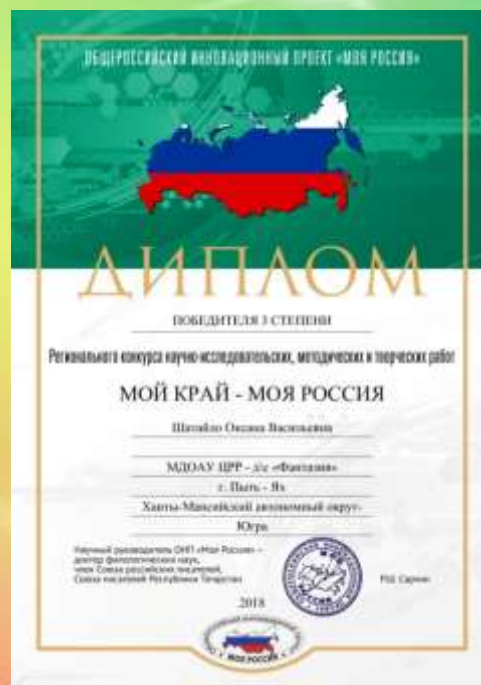 ОБЩЕРОССИЙСКИЙ ИННОВАЦИОННЫЙ ПРОЕКТ «МОЯ РОССИЯ»
ДИПЛОМ
ПОБЕДИТЕЛЯ 3 СТЕПЕНИ
Регионального конкурса научно-исследовательских, методических и творческих работ
МОЙ КРАЙ - МОЯ РОССИЯ
Оксана Васильевна
МДОАУ ЦРР - д/с «Фантазия»
г. Пыть - Ях
Ханты-Мансийский автономный округ-
Югра
Научный руководитель ОИП «Моя Россия» –
доктор филологических наук,
член Союза российских писателей,
Союза писателей Республики Татарстан
2018
МОЯ РОССИЯ